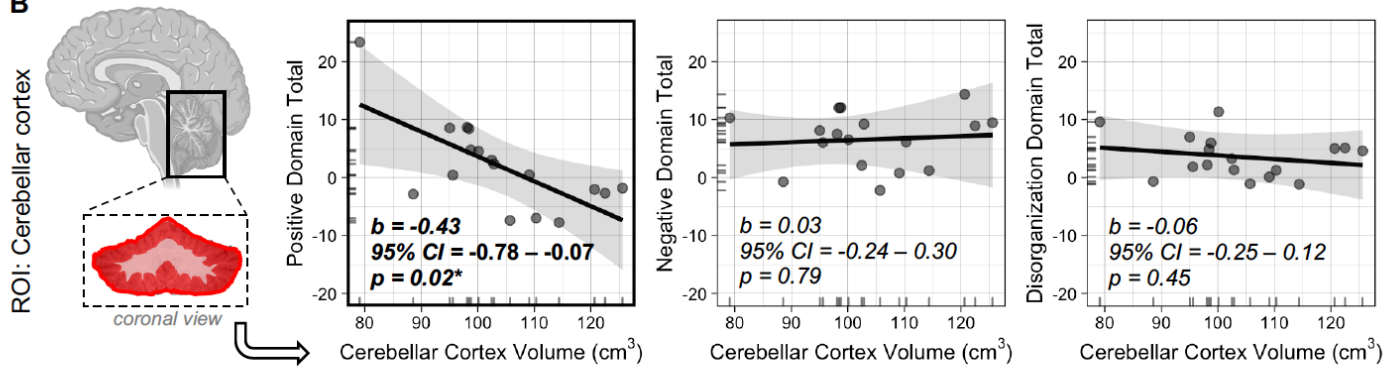 B
ROI: Cerebellar cortex
coronal view
Positive Domain Total
20
10
0
-10
-20
b = -0.43
95% CI = -0.78 – -0.07
p = 0.02*
80 90 100 110 120
Cerebellar Cortex Volume (cm³)
Negative Domain Total
20
10
0
-10
-20
b = 0.03
95% CI = -0.24 – 0.30
p = 0.79
80 90 100 110 120
Cerebellar Cortex Volume (cm³)
Disorganization Domain Total
20
10
0
-10
-20
b = -0.06
95% CI = -0.25 – 0.12
p = 0.45
80 90 100 110 120
Cerebellar Cortex Volume (cm³)